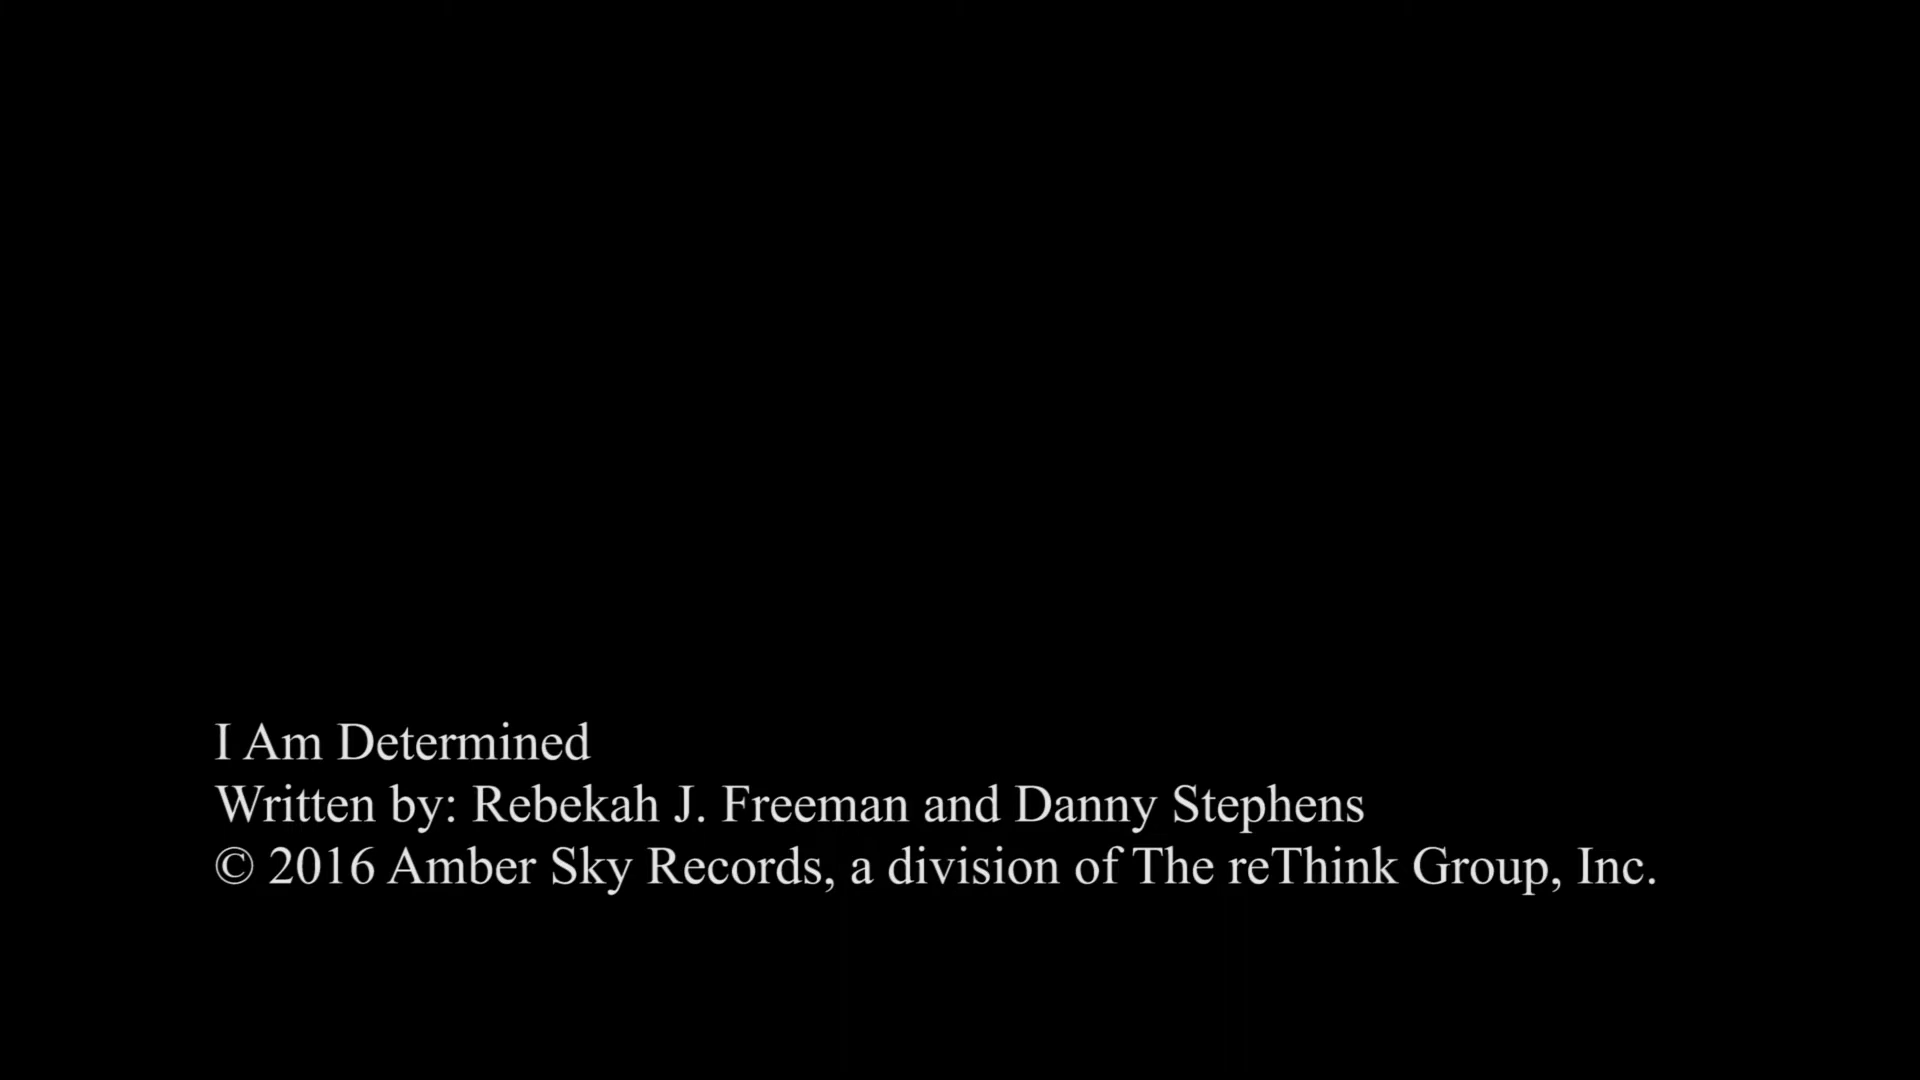 I Am Determined
Written by: Rebekah J. Freeman and Danny Stephens
© 2016 Amber Sky Records, a division of The reThink Group, Inc.